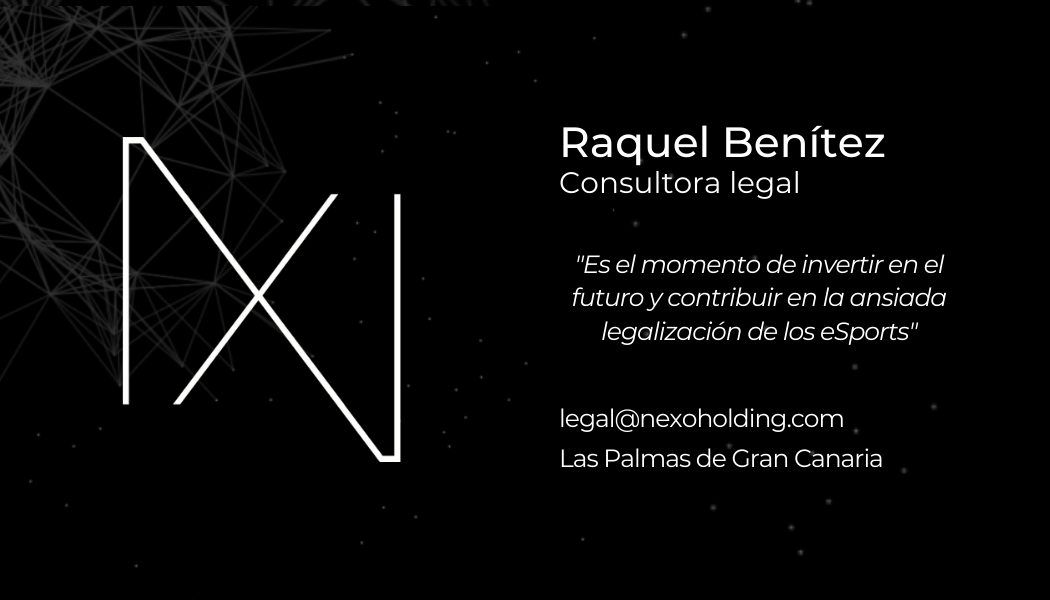 Raquel Benítez
Consultora legal
"Es el momento de invertir en el
futuro y contribuir en la ansiada
legalización de los eSports"
legal@nexoholding.com
Las Palmas de Gran Canaria